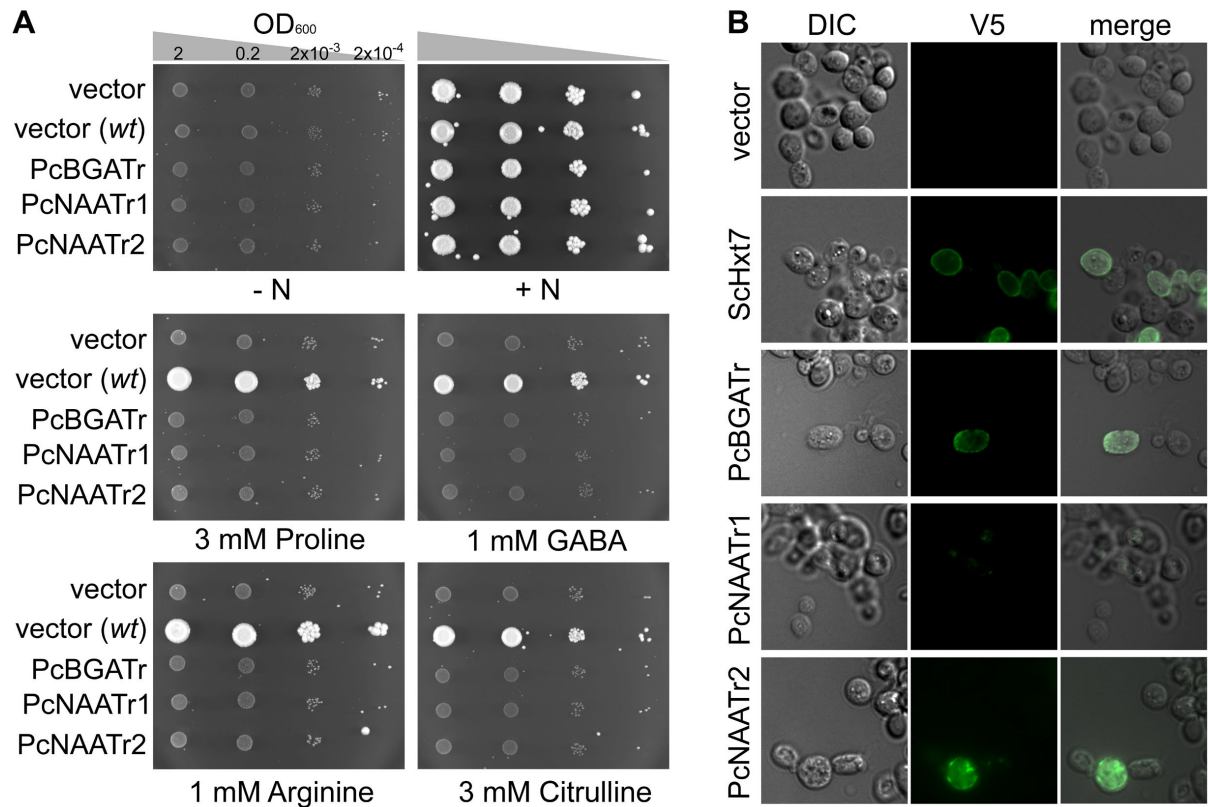 A
OD600
2 0.2 2x10-3 2x10-4
vector
vector (wt)
PcBGATr
PcNAATr1
PcNAATr2
- N + N
vector
vector (wt)
PcBGATr
PcNAATr1
PcNAATr2
3 mM Proline 1 mM GABA
vector
vector (wt)
PcBGATr
PcNAATr1
PcNAATr2
1 mM Arginine 3 mM Citrulline
B
DIC V5 merge
vector
ScHxt7
PcBGATr
PcNAATr1
PcNAATr2